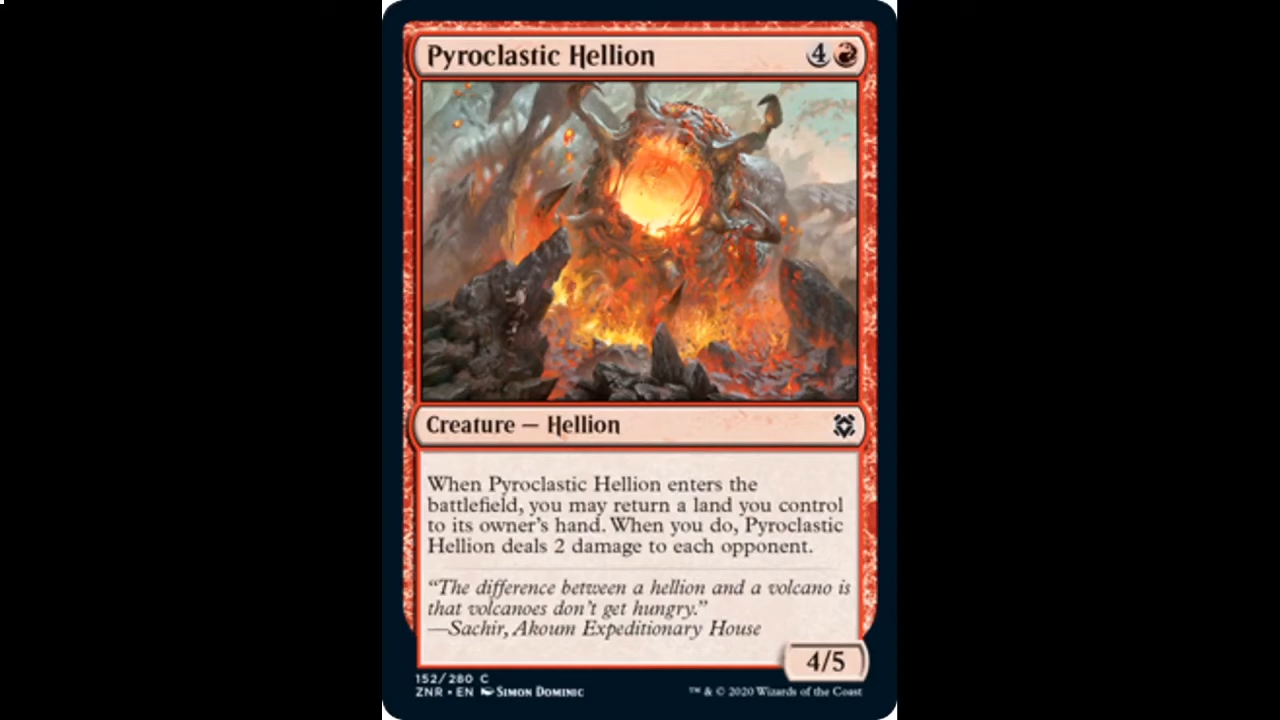 Pyroclastic Hellion 4
Creature — Hellion
When Pyroclastic Hellion enters the
battlefield, you may return a land you control
to its owner's hand. When you do, Pyroclastic
Hellion deals 2 damage to each opponent.
“The difference between a hellion and a volcano is
that volcanoes don't get hungry.”
—Sachir, Akoum Expeditionary House
4/5
152/280 C
ZNR • EN Simon Dominic
™ & © 2020 Wizards of the Coast